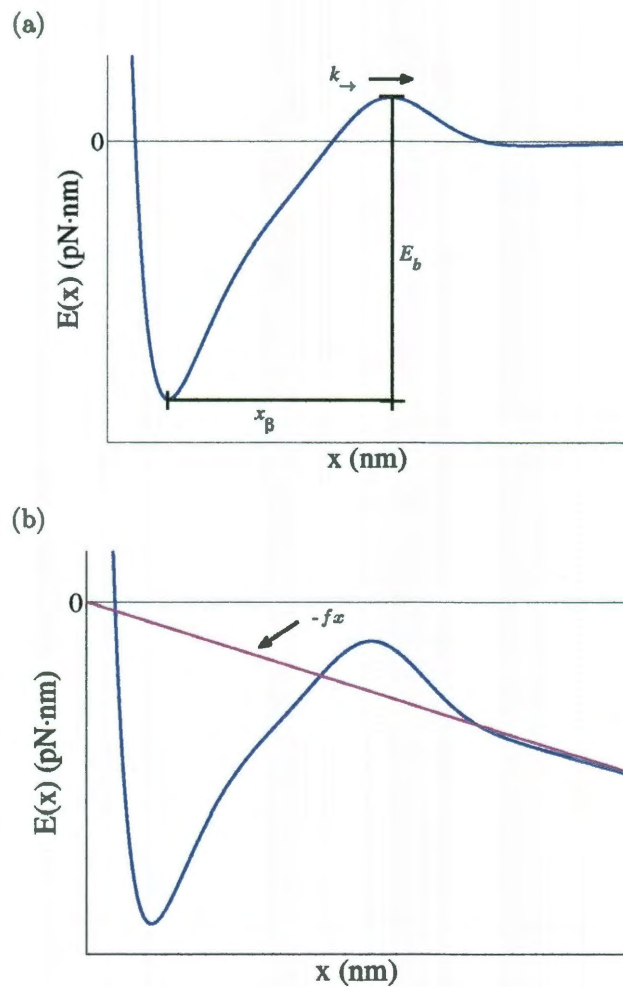 (a)
k→
0
E(x) (pN·nm)
E_b
x_β
x (nm)
(b)
0
-fx
E(x) (pN·nm)
x (nm)